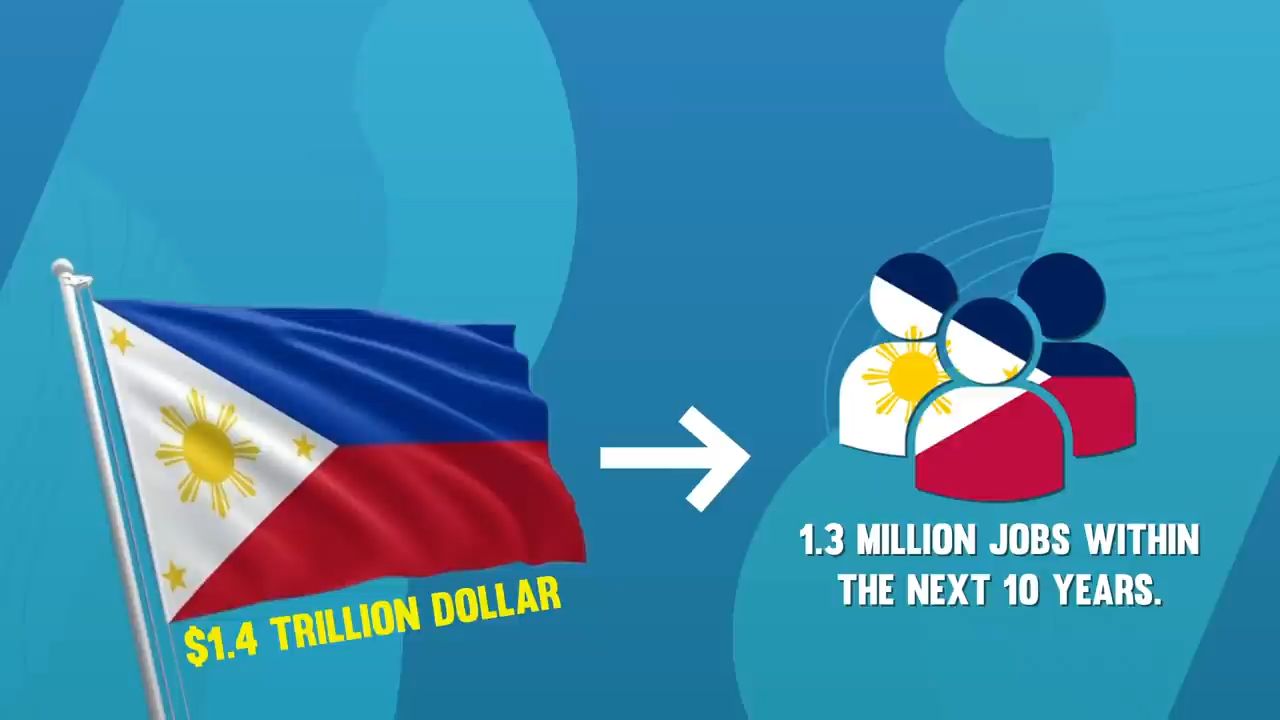 $1.4 TRILLION DOLLAR
1.3 MILLION JOBS WITHIN
THE NEXT 10 YEARS.